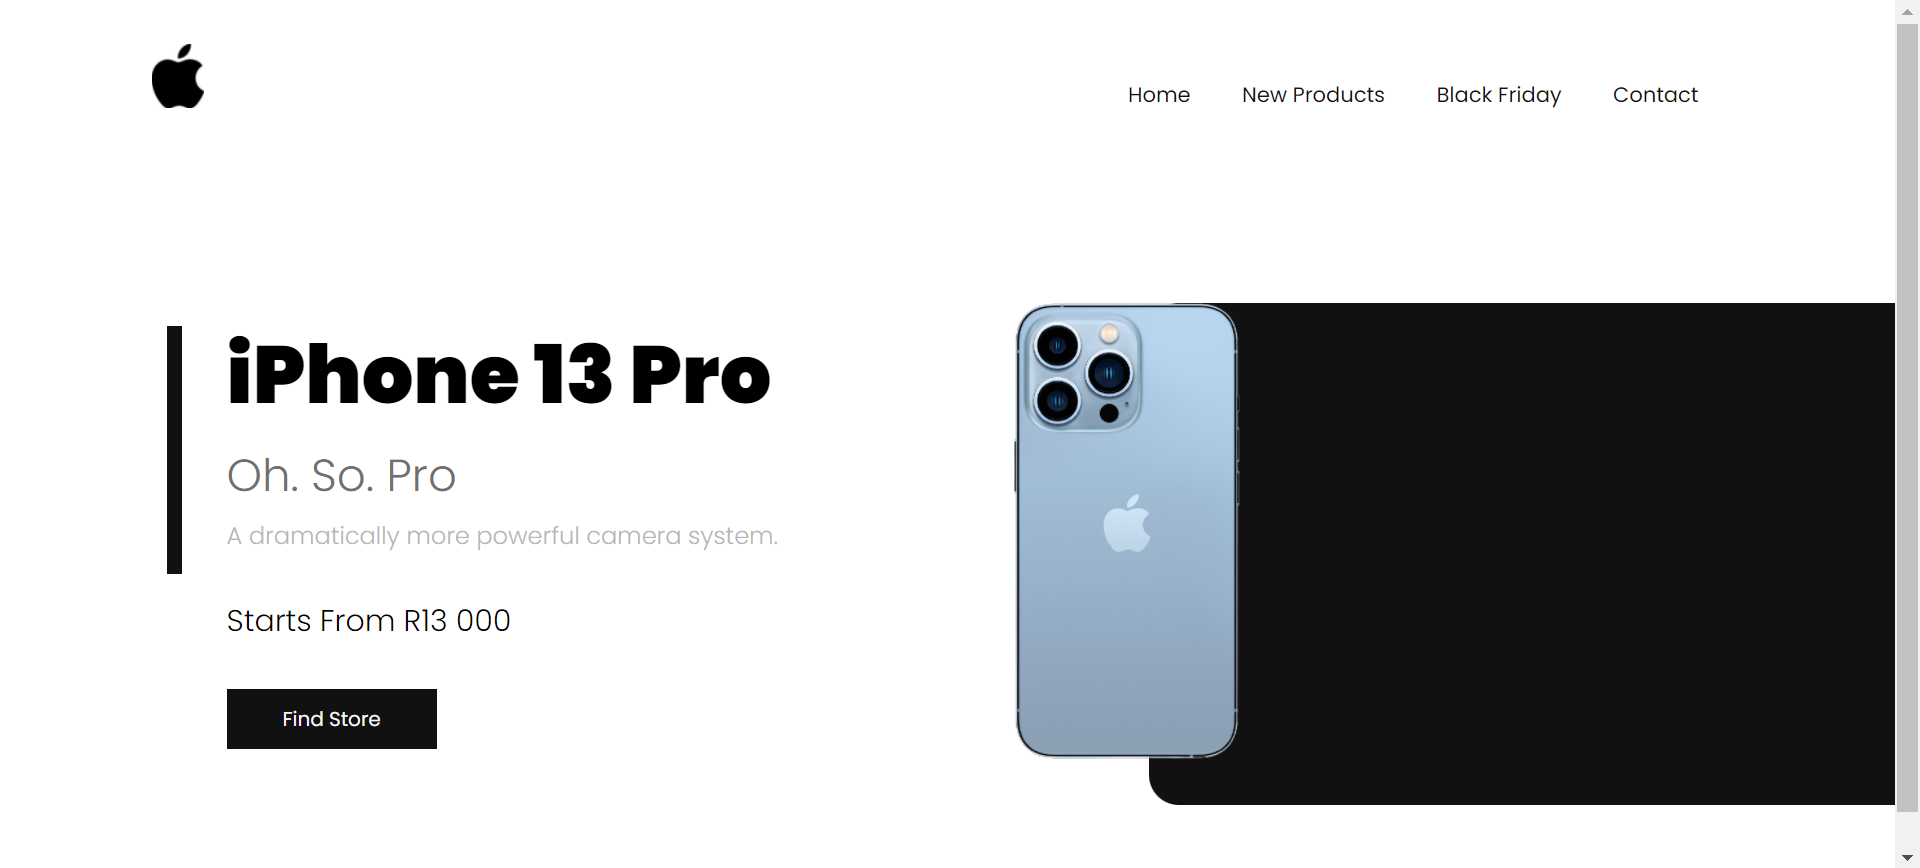 Home New Products Black Friday Contact
iPhone 13 Pro
Oh. So. Pro
A dramatically more powerful camera system.
Starts From R13 000
Find Store